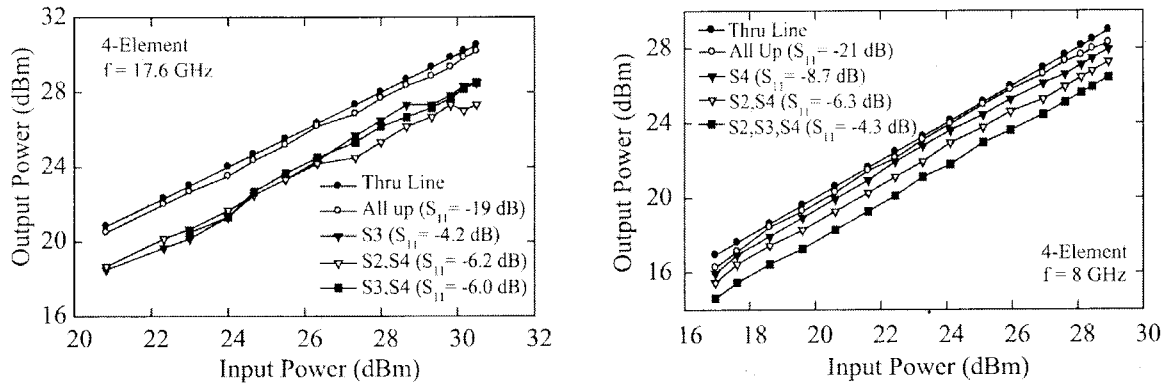 Output Power (dBm)
32
28
24
20
16
4-Element
f = 17.6 GHz
Thru Line
All up (S11= -19 dB)
S3 (S11= -4.2 dB)
S2,S4 (S11= -6.2 dB)
S3,S4 (S11= -6.0 dB)
20 22 24 26 28 30 32
Input Power (dBm)
Output Power (dBm)
28
24
20
16
Thru Line
All Up (S11= -21 dB)
S4 (S11= -8.7 dB)
S2,S4 (S11= -6.3 dB)
S2,S3,S4 (S11= -4.3 dB)
4-Element
f = 8 GHz
16 18 20 22 24 26 28 30
Input Power (dBm)